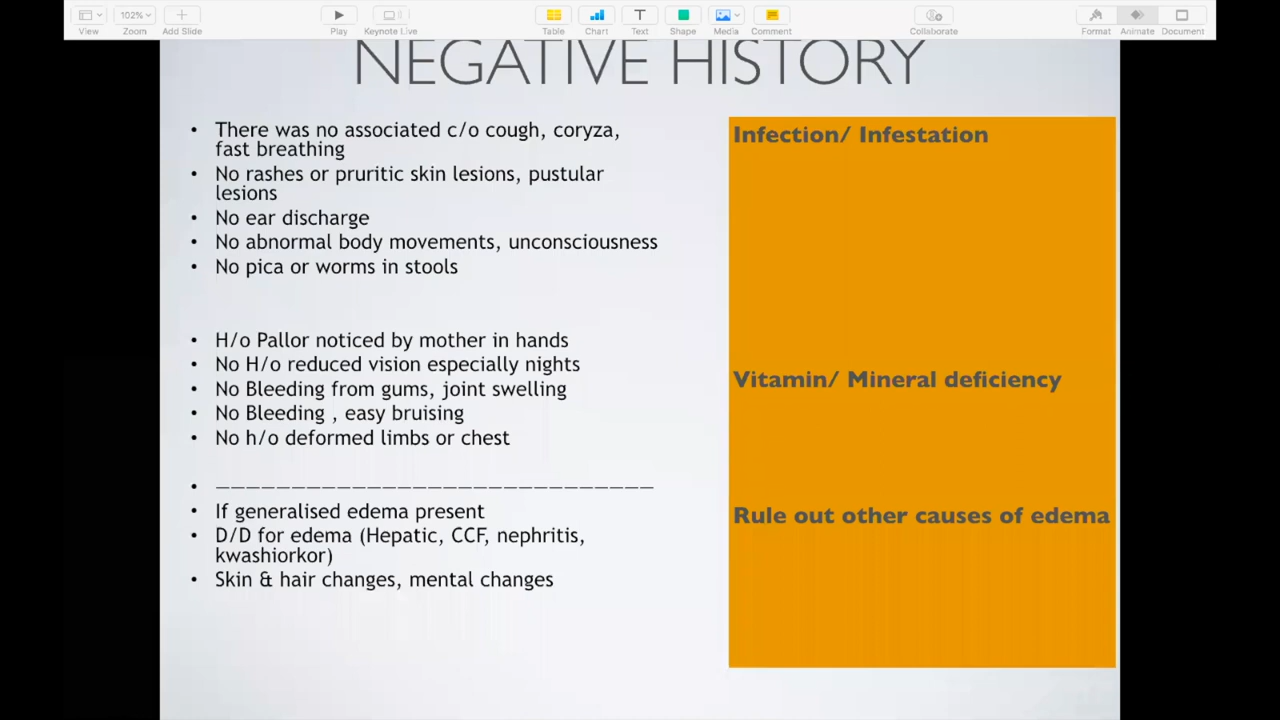 102%
View
Zoom
Add Slide
Play
Keynote Live
Table
Chart
Text
Shape
Media
Comment
Collaborate
Format
Animate
Document
NEGATIVE HISTORY
• There was no associated c/o cough, coryza,
fast breathing
• No rashes or pruritic skin lesions, pustular
lesions
• No ear discharge
• No abnormal body movements, unconsciousness
• No pica or worms in stools
• H/o Pallor noticed by mother in hands
• No H/o reduced vision especially nights
• No Bleeding from gums, joint swelling
• No Bleeding , easy bruising
• No h/o deformed limbs or chest
• —————————————————————————————
• If generalised edema present
• D/D for edema (Hepatic, CCF, nephritis,
kwashiorkor)
• Skin & hair changes, mental changes
Infection/ Infestation
Vitamin/ Mineral deficiency
Rule out other causes of edema